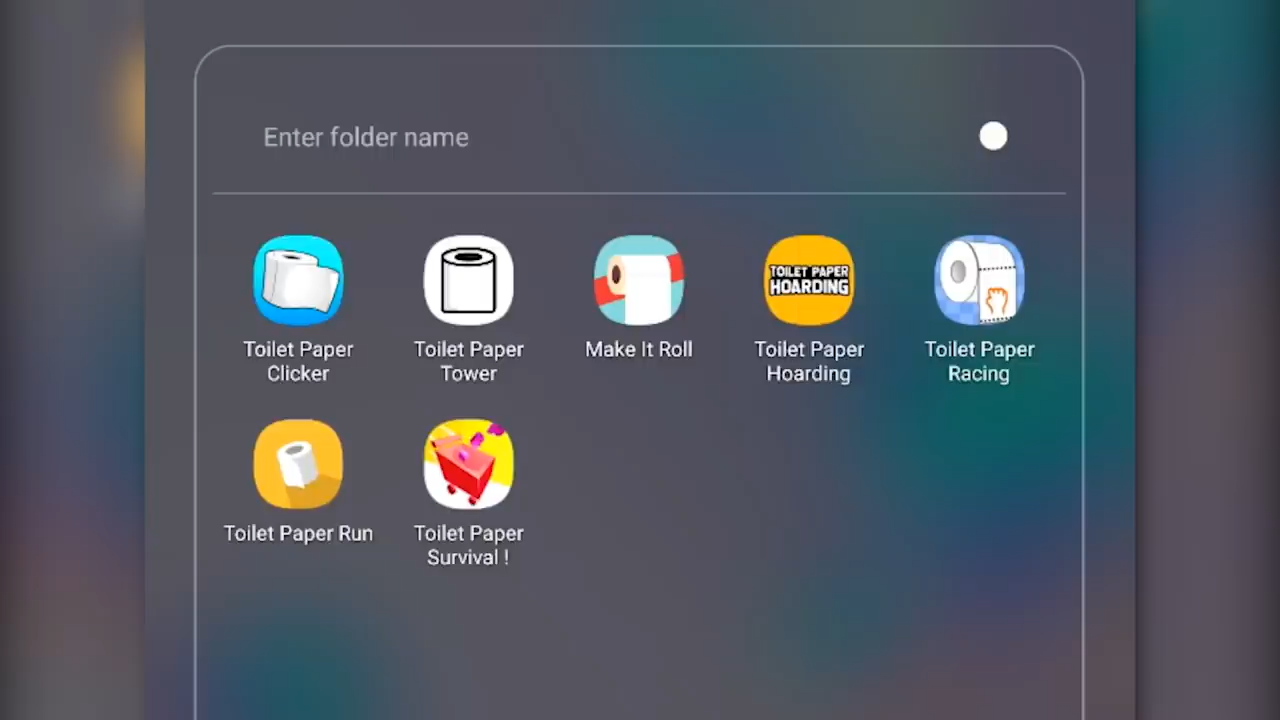 Enter folder name
TOILET PAPER
HOARDING
Toilet Paper
Clicker
Toilet Paper
Tower
Make It Roll
Toilet Paper
Hoarding
Toilet Paper
Racing
Toilet Paper Run
Toilet Paper
Survival !